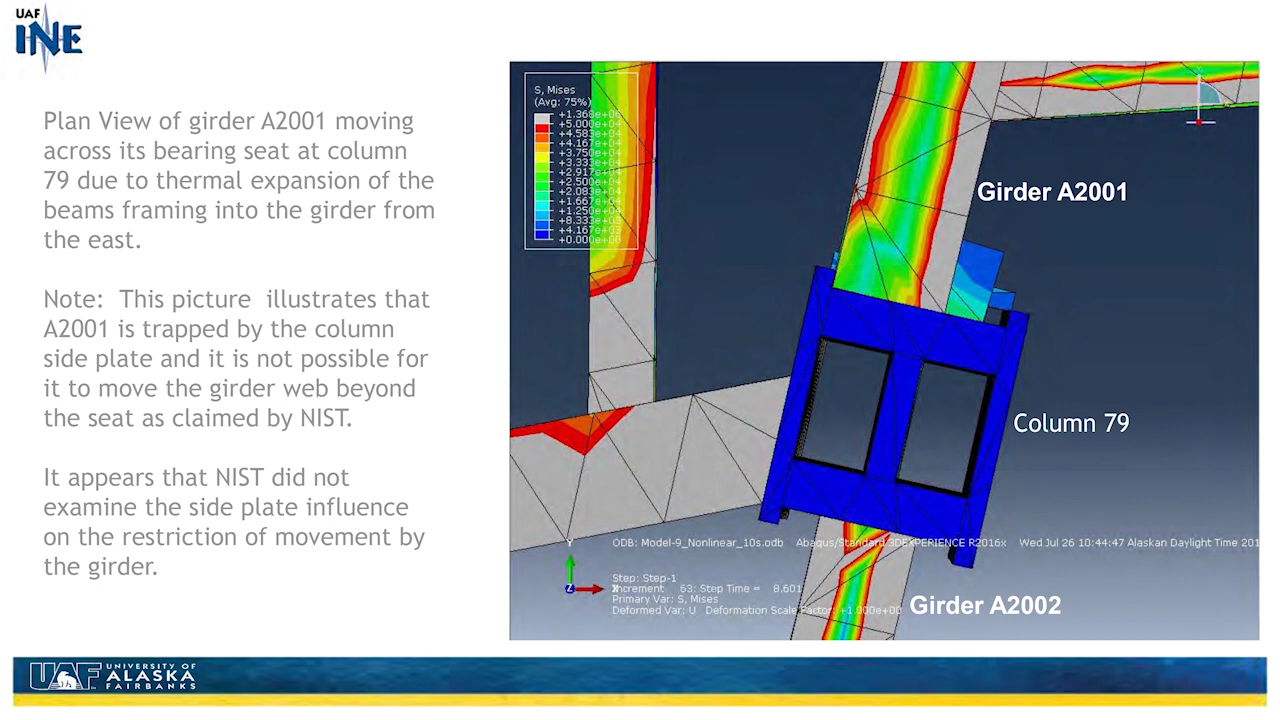 UAF
INE
Plan View of girder A2001 moving
across its bearing seat at column
79 due to thermal expansion of the
beams framing into the girder from
the east.
Note: This picture illustrates that
A2001 is trapped by the column
side plate and it is not possible for
it to move the girder web beyond
the seat as claimed by NIST.
It appears that NIST did not
examine the side plate influence
on the restriction of movement by
the girder.
S, Mises
(Avg: 75%)
+1.368e+06
+5.000e+04
+4.583e+04
+4.167e+04
+3.750e+04
+3.333e+04
+2.917e+04
+2.500e+04
+2.083e+04
+1.667e+04
+1.250e+04
+8.333e+03
+4.167e+03
+0.000e+00
Girder A2001
Column 79
Y
ODB: Model-9_Nonlinear_10s.odb Abaqus/Standard 3DEXPERIENCE R2016x Wed Jul 26 10:44:47 Alaskan Daylight Time 201
Z
X
Step: Step-1
Increment 63: Step Time = 8.601
Primary Var: S, Mises
Deformed Var: U Deformation Scale Factor: +1.000e+00
Girder A2002
UAF
UNIVERSITY OF
ALASKA
FAIRBANKS